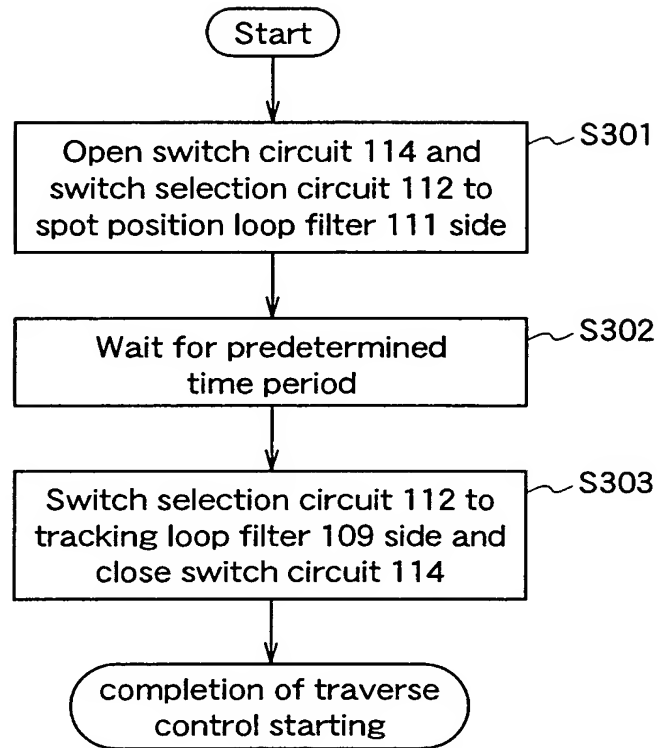 Start
Open switch circuit 114 and
switch selection circuit 112 to
spot position loop filter 111 side
S301
Wait for predetermined
time period
S302
Switch selection circuit 112 to
tracking loop filter 109 side and
close switch circuit 114
S303
completion of traverse
control starting